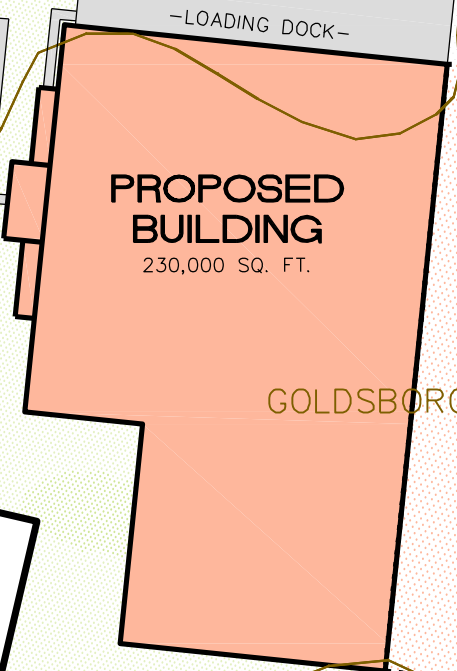 -LOADING DOCK-
PROPOSED
BUILDING
230,000 SQ. FT.